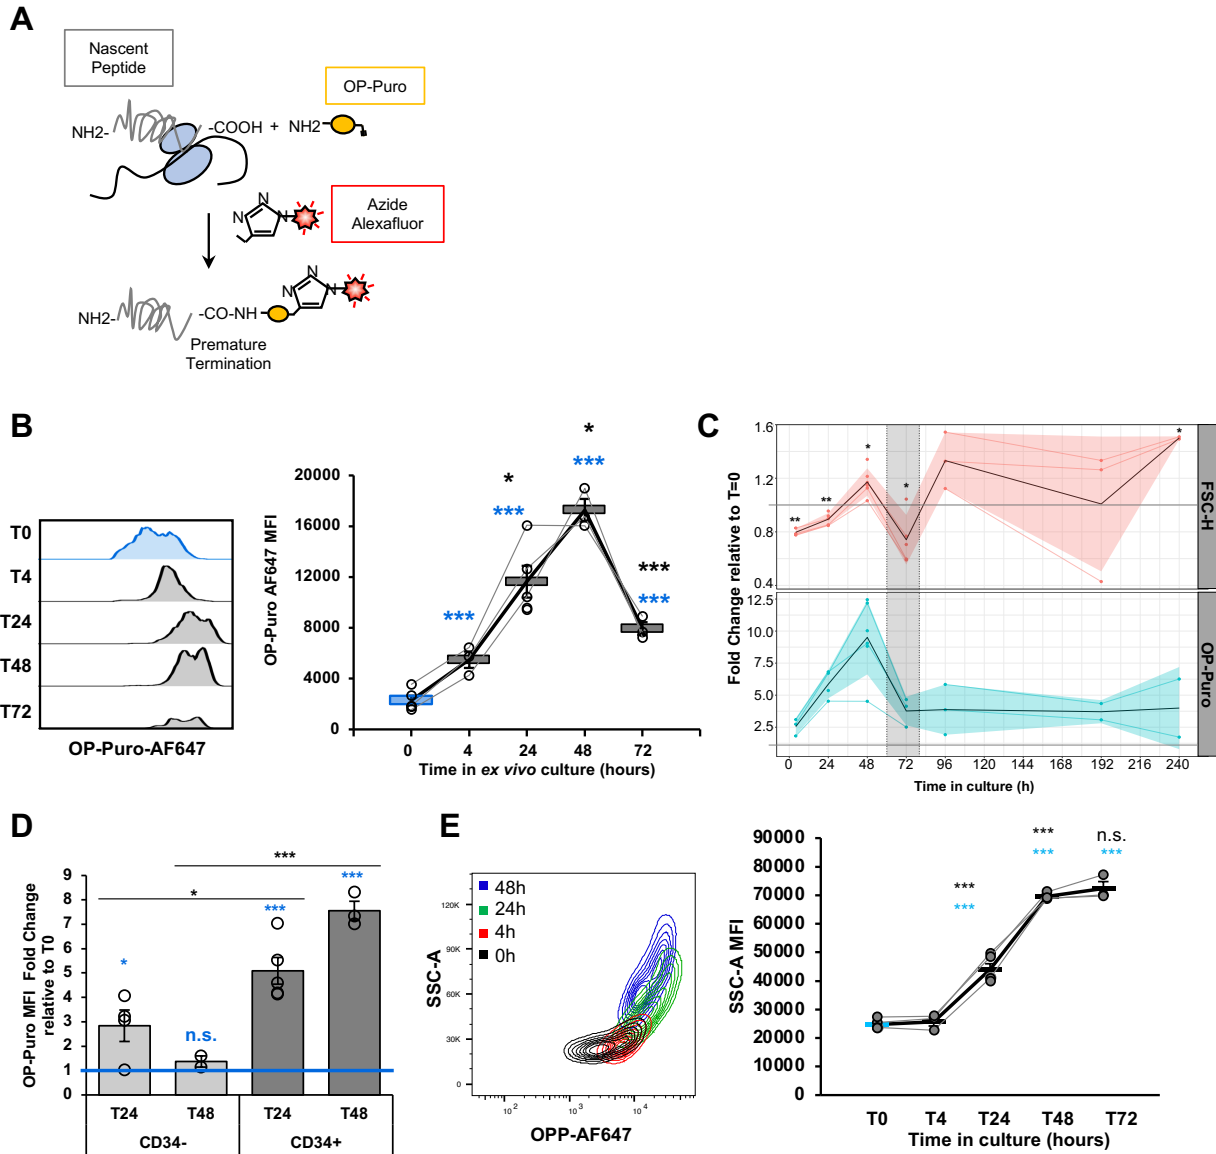 A
Nascent
Peptide
OP-Puro
NH2-
-COOH + NH2
N
N
N
Azide
Alexafluor
N
N
N
NH2-
-CO-NH
Premature
Termination
B
T0
T4
T24
T48
T72
OP-Puro-AF647
OP-Puro AF647 MFI
20000
16000
12000
8000
4000
0
***
*
***
*
***
***
***
0 4 24 48 72
Time in ex vivo culture (hours)
C
Fold Change relative to T=0
1.6
1.2
0.8
0.4
**
**
*
*
*
FSC-H
12.5
10.0
7.5
5.0
2.5
OP-Puro
0 24 48 72 96 120 144 168 192 216 240
Time in culture (h)
D
OP-Puro MFI Fold Change
relative to T0
9
8
7
6
5
4
3
2
1
0
***
*
*
n.s.
***
***
T24 T48 T24 T48
CD34- CD34+
E
SSC-A
120K
90K
60K
30K
0
48h
24h
4h
0h
102 103 104
OPP-AF647
SSC-A MFI
90000
80000
70000
60000
50000
40000
30000
20000
10000
0
***
***
***
***
n.s.
***
T0 T4 T24 T48 T72
Time in culture (hours)